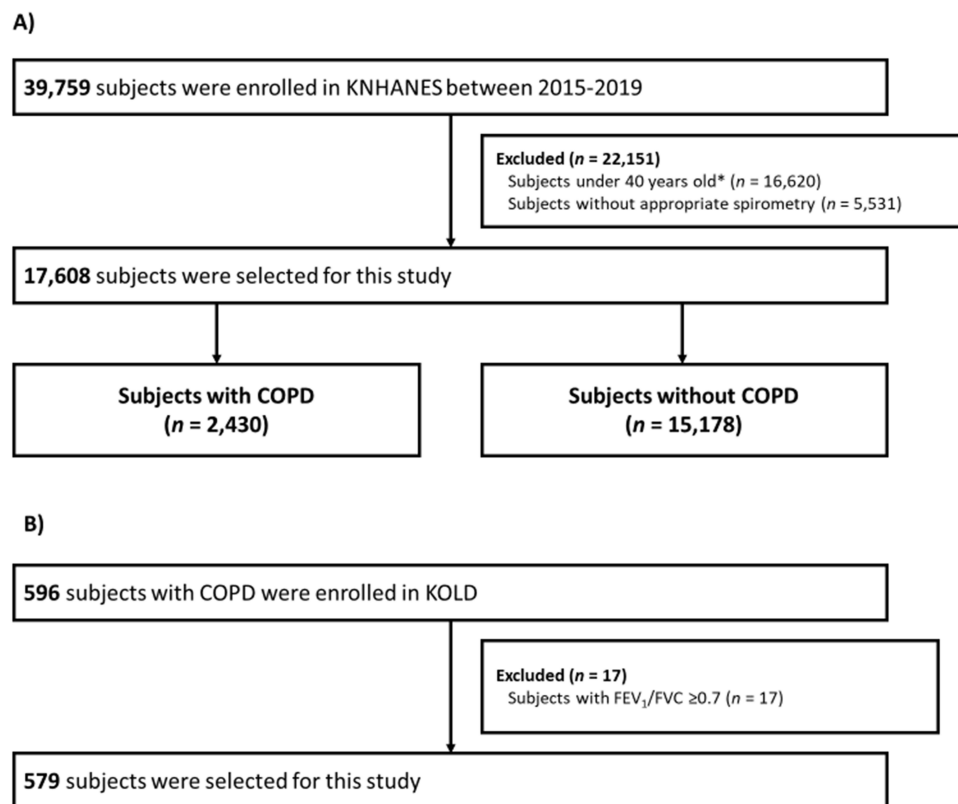 A)
39,759 subjects were enrolled in KNHANES between 2015-2019
Excluded (n = 22,151)
Subjects under 40 years old* (n = 16,620)
Subjects without appropriate spirometry (n = 5,531)
17,608 subjects were selected for this study
Subjects with COPD
(n = 2,430)
Subjects without COPD
(n = 15,178)
B)
596 subjects with COPD were enrolled in KOLD
Excluded (n = 17)
Subjects with FEV₁/FVC ≥0.7 (n = 17)
579 subjects were selected for this study